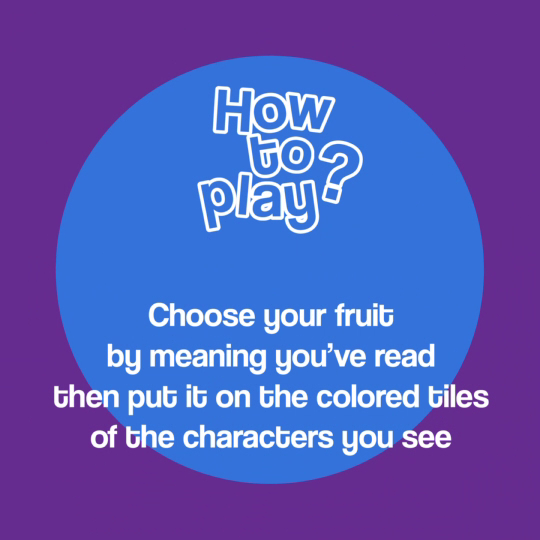 How
to
play?
Choose your fruit
by meaning you've read
then put it on the colored tiles
of the characters you see